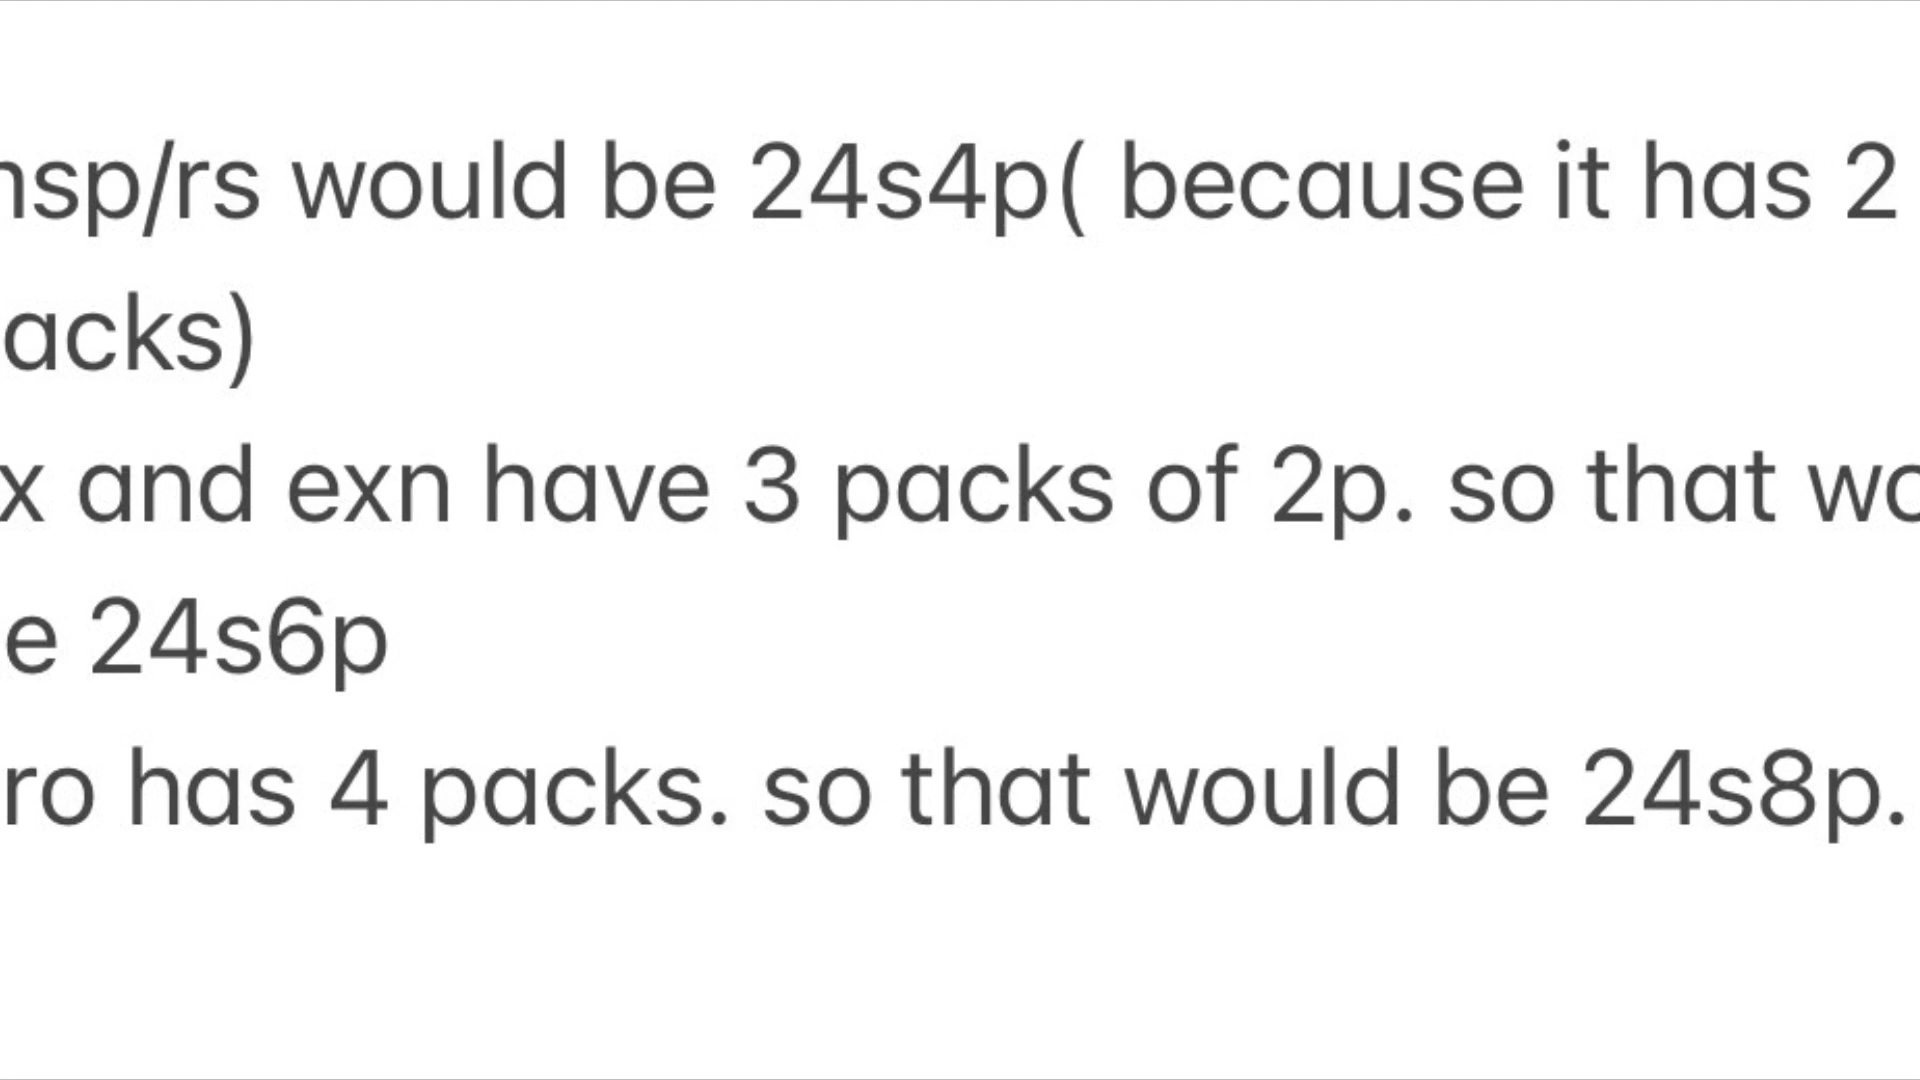 nsp/rs would be 24s4p( because it has 2
acks)
x and exn have 3 packs of 2p. so that wo
e 24s6p
ro has 4 packs. so that would be 24s8p.